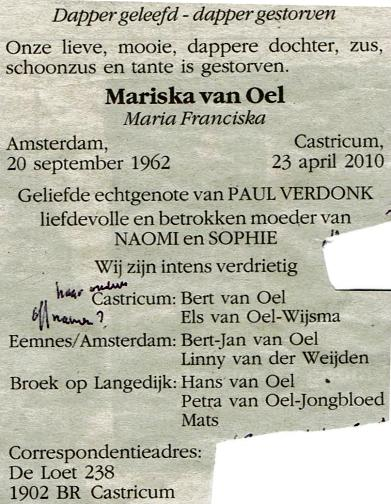 Dapper geleefd - dapper gestorven
Onze lieve, mooie, dappere dochter, zus,
schoonzus en tante is gestorven.
Mariska van Oel
Maria Franciska
Amsterdam, Castricum,
20 september 1962 23 april 2010
Geliefde echtgenote van PAUL VERDONK
liefdevolle en betrokken moeder van
NAOMI en SOPHIE
Wij zijn intens verdrietig
haar
Castricum: Bert van Oel
namen?
Els van Oel-Wijsma
Eemnes/Amsterdam: Bert-Jan van Oel
Linny van der Weijden
Broek op Langedijk: Hans van Oel
Petra van Oel-Jongbloed
Mats
Correspondentieadres:
De Loet 238
1902 BR Castricum